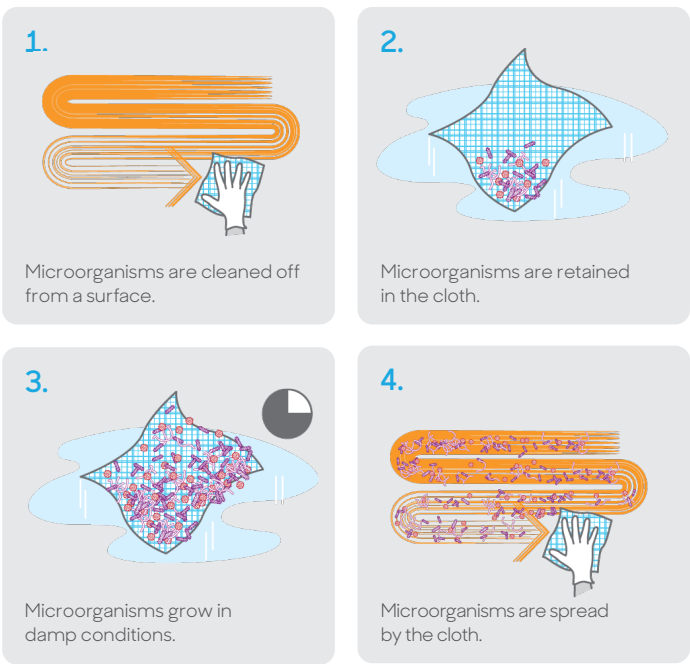 1.
Microorganisms are cleaned off
from a surface.
2.
Microorganisms are retained
in the cloth.
3.
Microorganisms grow in
damp conditions.
4.
Microorganisms are spread
by the cloth.